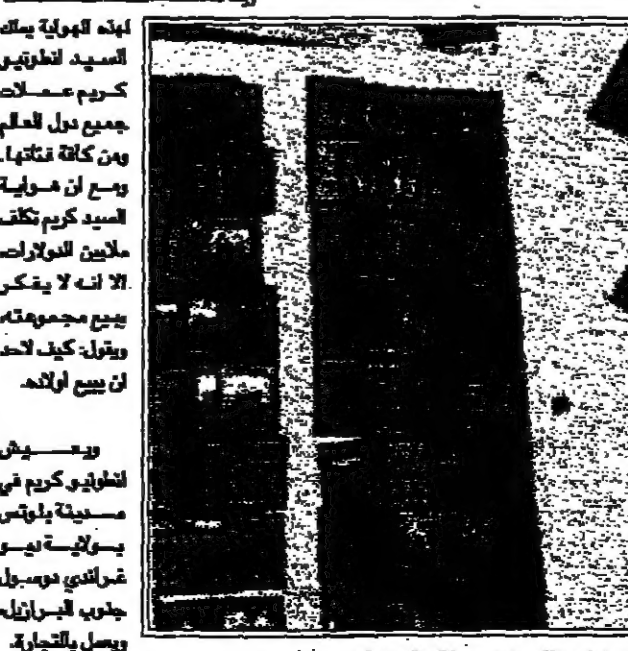 لهذه الهواية يملك
السيد انطونيو
كريم عملات
جميع دول العالم
ومن كافة فئاتها.
ومع ان هواية
السيد كريم تكلف
ملايين الدولارات
الا انه لا يفكر
ببيع مجموعته
ويقول: كيف لاحد
ان يبيع أولاده.
ويعيش
انطونيو كريم في
مدينة بلوتس
بولاية ريو
غراندي دوسول
جنوب البرازيل
ويعمل بالتجارة.